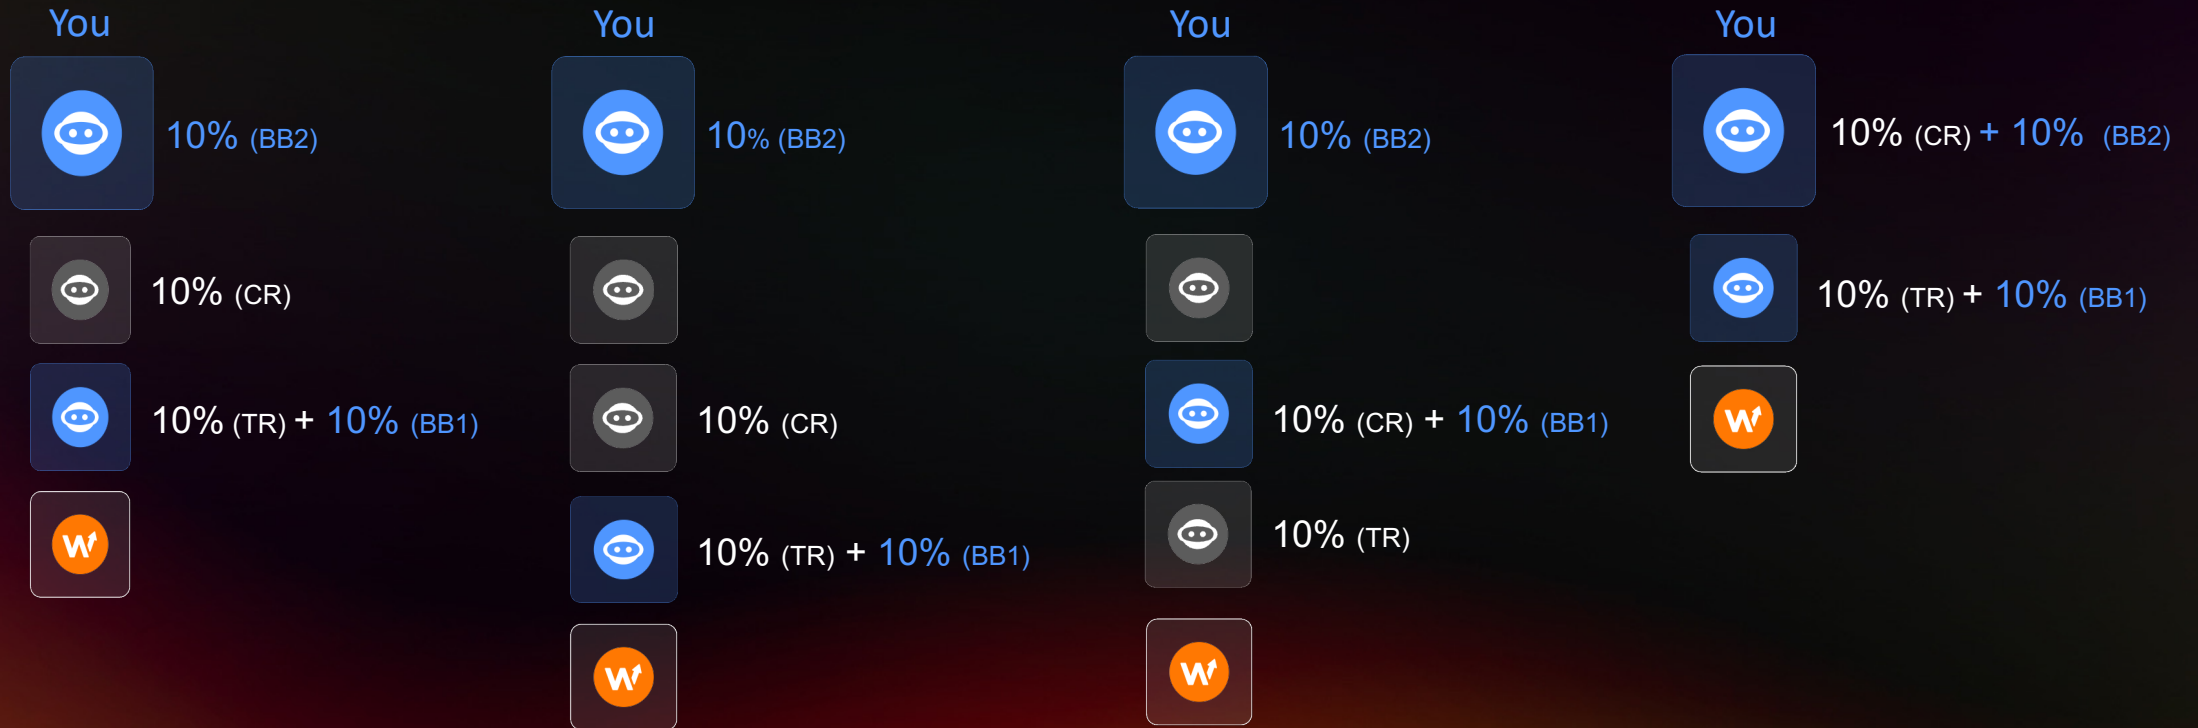 You
10% (BB2)
10% (CR)
10% (TR) + 10% (BB1)
W
You
10% (BB2)
10% (CR)
10% (TR) + 10% (BB1)
W
You
10% (BB2)
10% (CR) + 10% (BB1)
10% (TR)
W
You
10% (CR) + 10% (BB2)
10% (TR) + 10% (BB1)
W